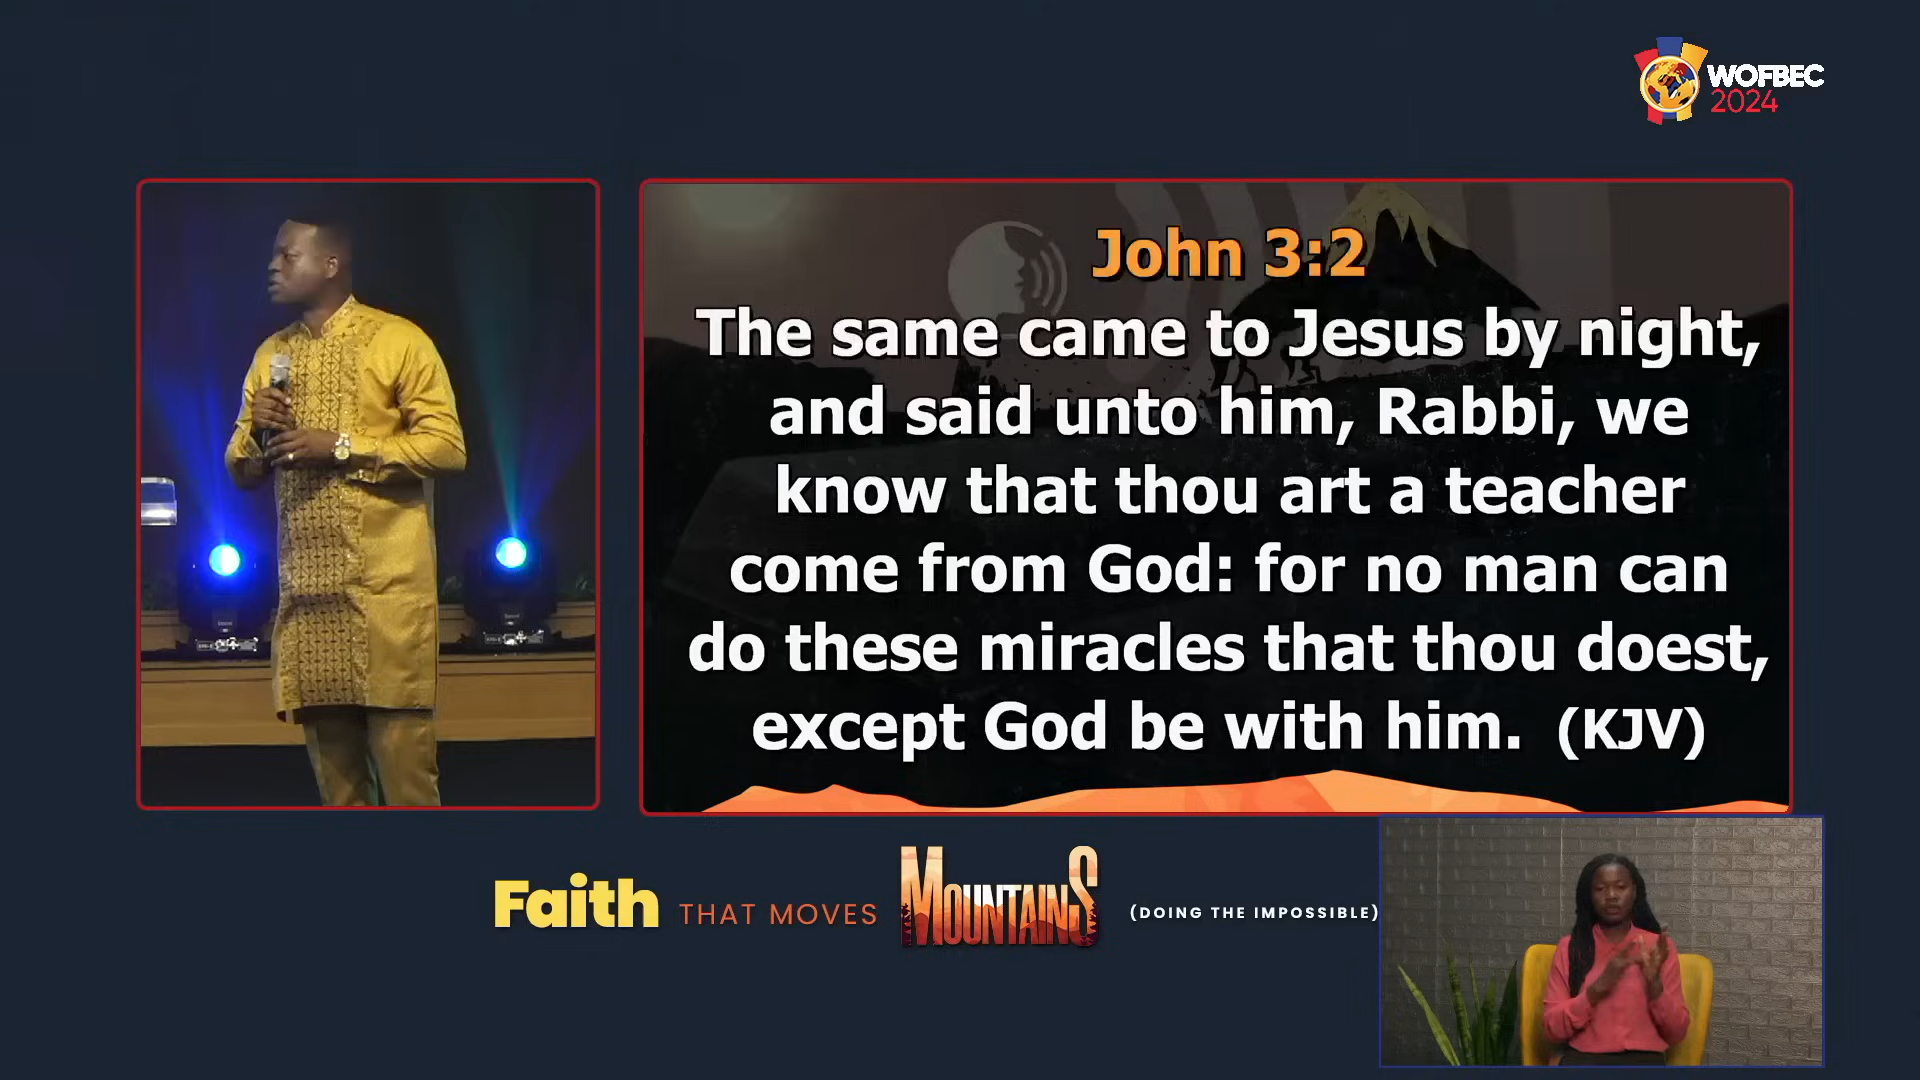 WOFBEC
2024
John 3:2
The same came to Jesus by night,
and said unto him, Rabbi, we
know that thou art a teacher
come from God: for no man can
do these miracles that thou doest,
except God be with him. (KJV)
Faith THAT MOVES MOUNTAINS (DOING THE IMPOSSIBLE)